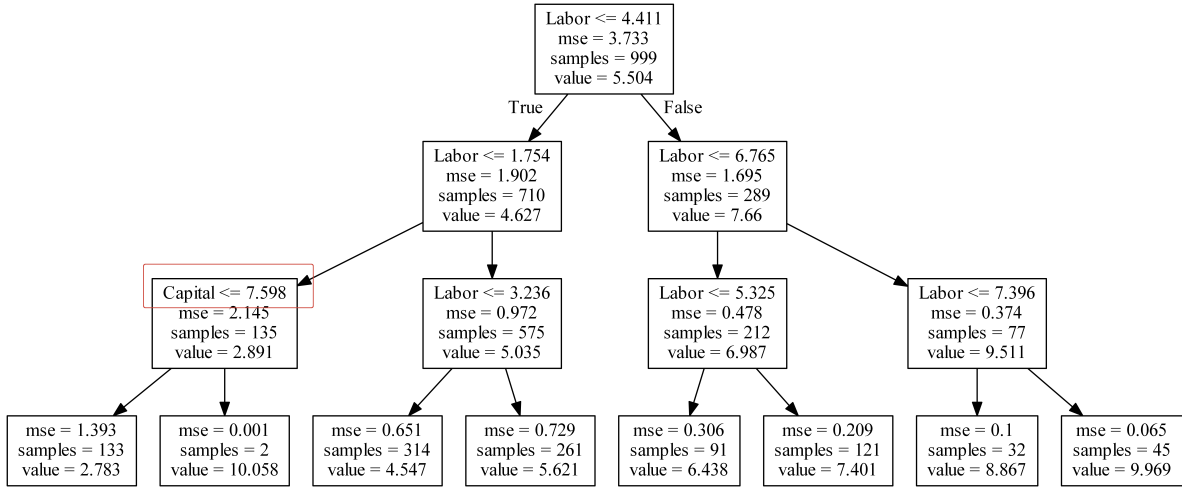 Labor <= 4.411
mse = 3.733
samples = 999
value = 5.504
True
False
Labor <= 1.754
mse = 1.902
samples = 710
value = 4.627
Labor <= 6.765
mse = 1.695
samples = 289
value = 7.66
Capital <= 7.598
mse = 2.145
samples = 135
value = 2.891
Labor <= 3.236
mse = 0.972
samples = 575
value = 5.035
Labor <= 5.325
mse = 0.478
samples = 212
value = 6.987
Labor <= 7.396
mse = 0.374
samples = 77
value = 9.511
mse = 1.393
samples = 133
value = 2.783
mse = 0.001
samples = 2
value = 10.058
mse = 0.651
samples = 314
value = 4.547
mse = 0.729
samples = 261
value = 5.621
mse = 0.306
samples = 91
value = 6.438
mse = 0.209
samples = 121
value = 7.401
mse = 0.1
samples = 32
value = 8.867
mse = 0.065
samples = 45
value = 9.969